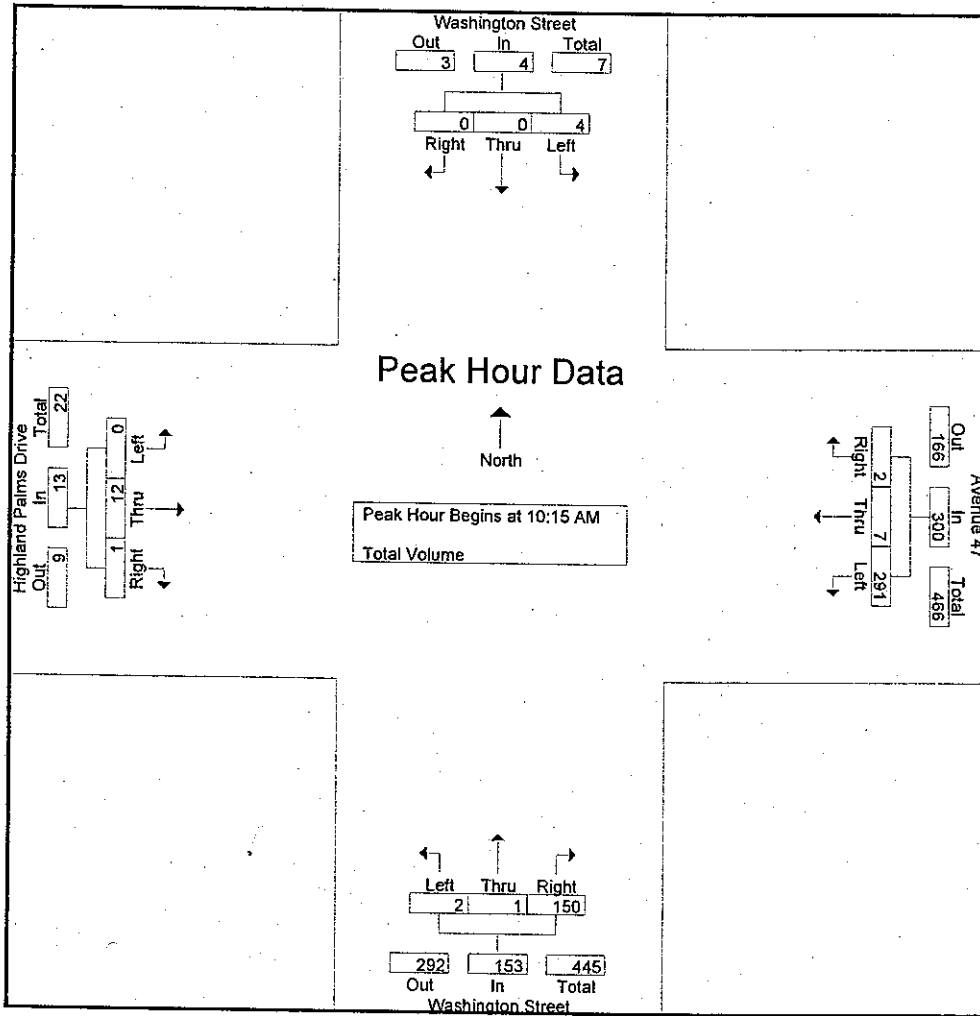 Washington Street
Out In Total
3 4 7
0 0 4
Right Thru Left
Peak Hour Data
North
Peak Hour Begins at 10:15 AM
Total Volume
Highland Palms Drive
Out In Total
9 13 22
0 12 1
Left Thru Right
Avenue 47
Out In Total
166 300 466
2 7 291
Right Thru Left
Left Thru Right
2 1 150
292 153 445
Out In Total
Washington Street